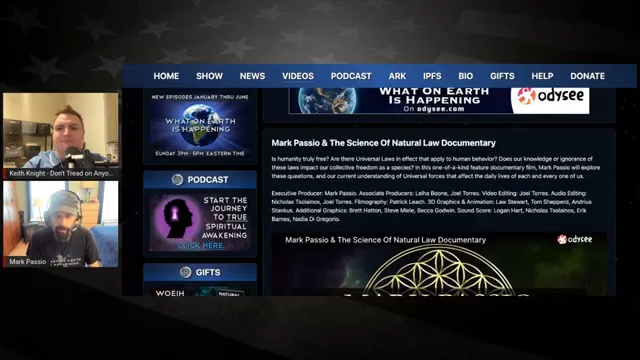 HOME SHOW NEWS VIDEOS PODCAST ARK IPFS BIO GIFTS HELP DONATE
NEW EPISODES JANUARY THRU JUNE
WHAT ON EARTH
IS HAPPENING
SUNDAY 3PM - 6PM EASTERN TIME
PODCAST
START THE
JOURNEY
TO TRUE
SPIRITUAL
AWAKENING
CLICK HERE.
GIFTS
WOEIH
NATURAL
WHAT ON EARTH
IS HAPPENING
ON Odysee.com
odysee
Mark Passio & The Science Of Natural Law Documentary
Is humanity truly free? Are there Universal Laws in effect that apply to human behavior? Does our knowledge or ignorance of
these laws impact our collective freedom as a species? In this one-of-a-kind feature documentary film, Mark Passio will explore
these questions, and our current understanding of Universal forces that affect the daily lives of each and every one of us.
Executive Producer: Mark Passio. Associate Producers: Leiha Boone, Joel Torres. Video Editing: Joel Torres. Audio Editing:
Nicholas Tsolainos, Joel Torres. Filmography: Patrick Leach. 3D Graphics & Animation: Law Stewart, Tom Shepperd, Andrius
Stankus. Additional Graphics: Brett Hatton, Steve Miele, Becca Godwin. Sound Score: Logan Hart, Nicholas Tsolainos, Erik
Barnes, Nadia Di Gregorio.
Mark Passio & The Science Of Natural Law Documentary
odysee
MARK PASSIO
Keith Knight - Don't Tread on Anyo...
Mark Passio